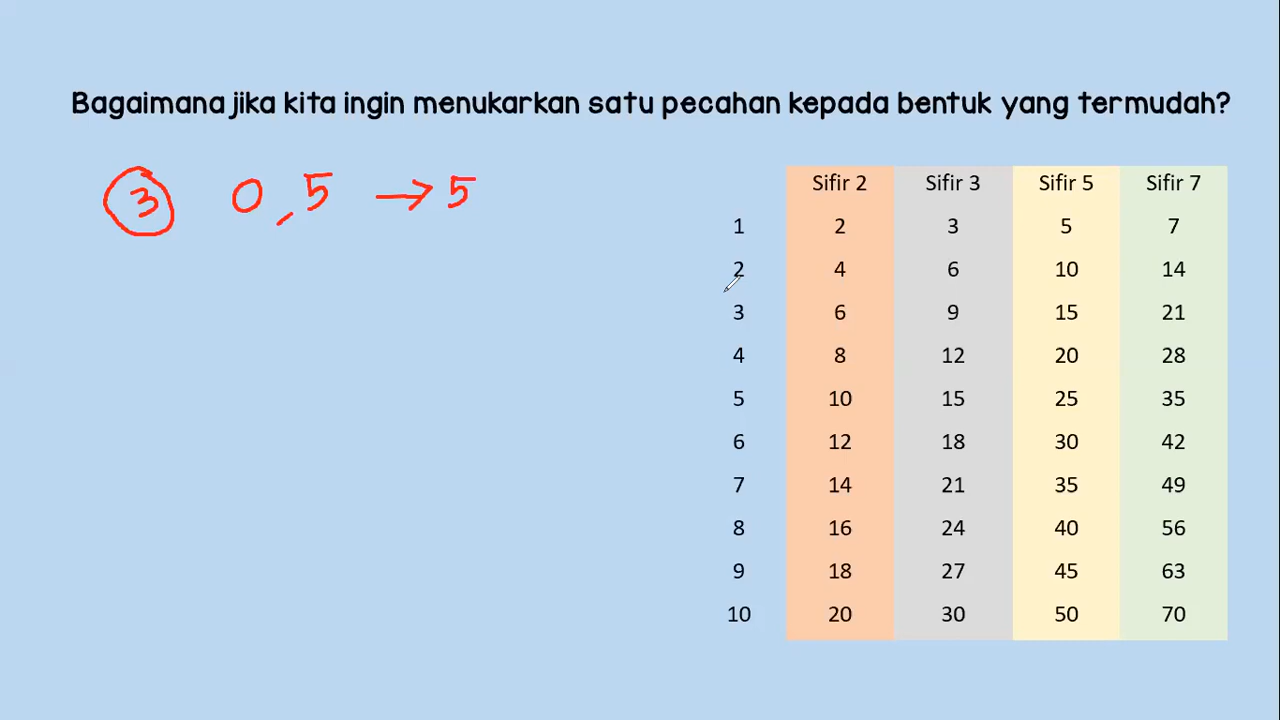 Bagaimana jika kita ingin menukarkan satu pecahan kepada bentuk yang termudah?
3 0 , 5 → 5
Sifir 2 Sifir 3 Sifir 5 Sifir 7
1 2 3 5 7
2 4 6 10 14
3 6 9 15 21
4 8 12 20 28
5 10 15 25 35
6 12 18 30 42
7 14 21 35 49
8 16 24 40 56
9 18 27 45 63
10 20 30 50 70